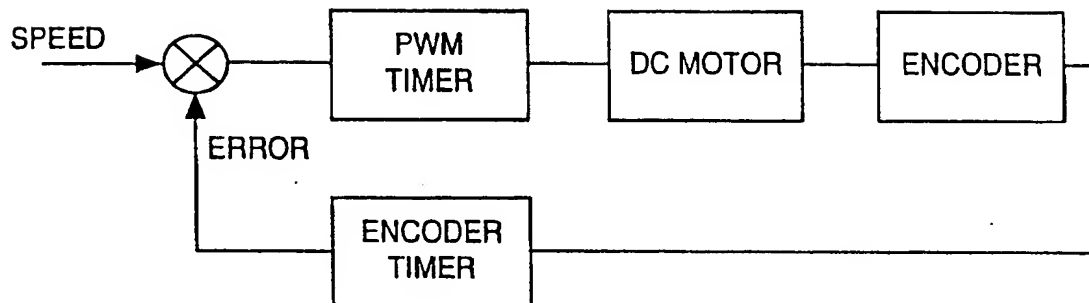 SPEED
PWM
TIMER
DC MOTOR
ENCODER
ERROR
ENCODER
TIMER